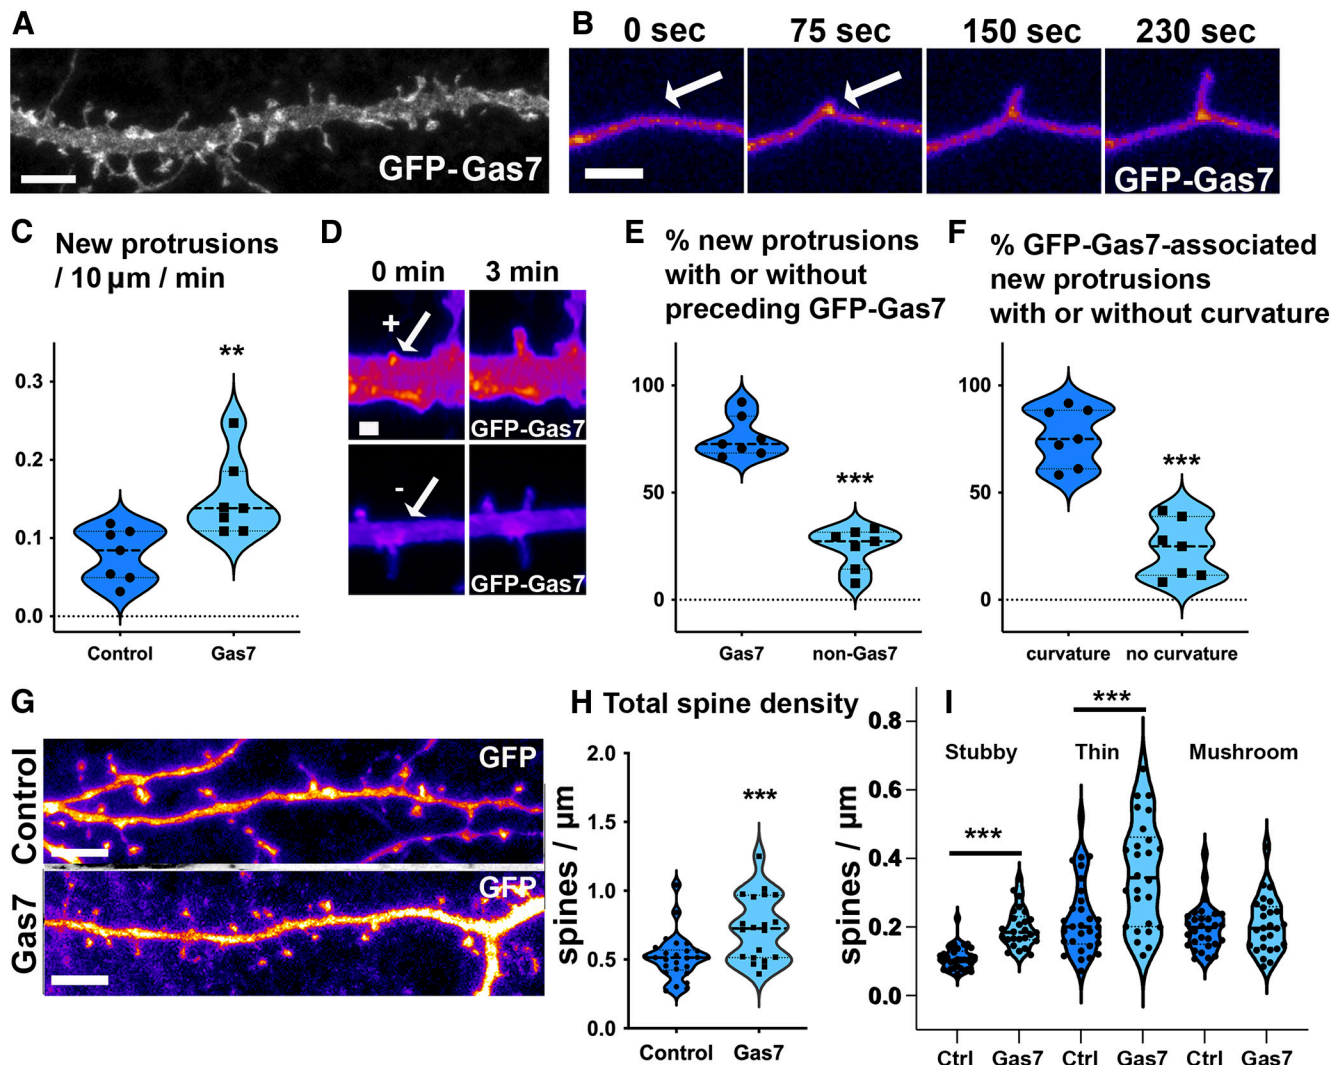 A
GFP-Gas7
B
0 sec
75 sec
150 sec
230 sec
GFP-Gas7
C
New protrusions
/ 10 µm / min
**
0.3
0.2
0.1
0.0
Control
Gas7
D
0 min
3 min
+
GFP-Gas7
-
GFP-Gas7
E
% new protrusions
with or without
preceding GFP-Gas7
100
50
0
***
Gas7
non-Gas7
F
% GFP-Gas7-associated
new protrusions
with or without curvature
100
50
0
***
curvature
no curvature
G
Control
GFP
Gas7
GFP
H
Total spine density
spines / µm
2.0
1.5
1.0
0.5
0.0
***
Control
Gas7
I
spines / µm
0.8
0.6
0.4
0.2
0.0
Stubby
Thin
Mushroom
***
***
Ctrl
Gas7
Ctrl
Gas7
Ctrl
Gas7